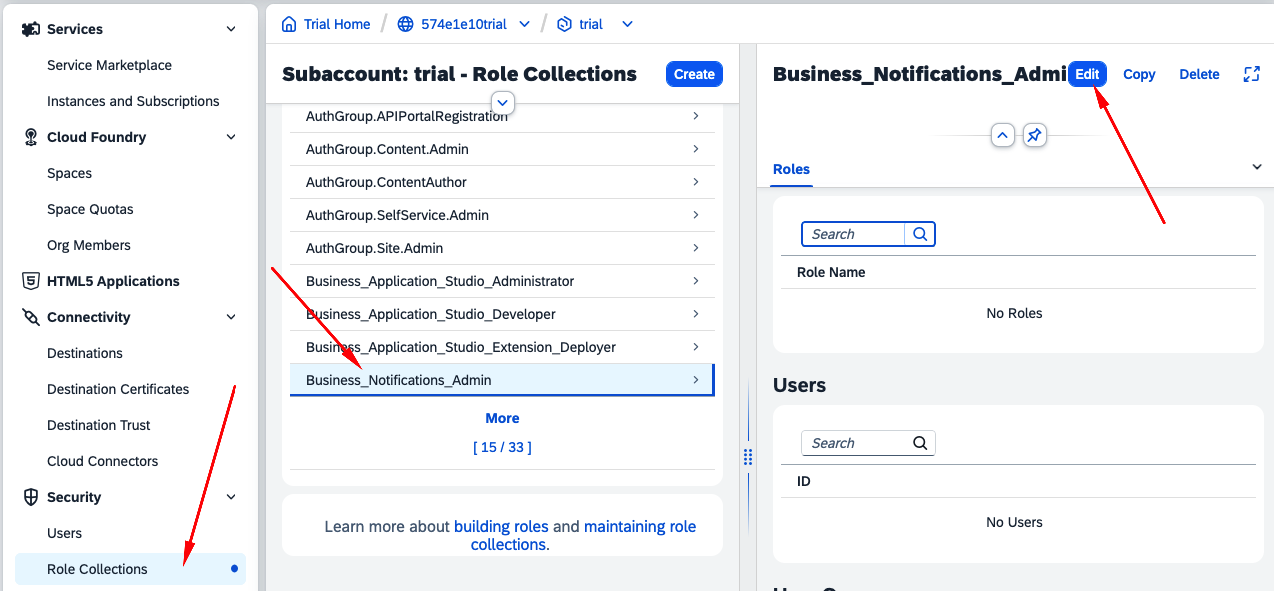 Services
Service Marketplace
Instances and Subscriptions
Cloud Foundry
Spaces
Space Quotas
Org Members
HTML5 Applications
Connectivity
Destinations
Destination Certificates
Destination Trust
Cloud Connectors
Security
Users
Role Collections
Trial Home / 574e1e10trial / trial
Subaccount: trial - Role Collections
Create
AuthGroup.APIPortalRegistration
AuthGroup.Content.Admin
AuthGroup.ContentAuthor
AuthGroup.SelfService.Admin
AuthGroup.Site.Admin
Business_Application_Studio_Administrator
Business_Application_Studio_Developer
Business_Application_Studio_Extension_Deployer
Business_Notifications_Admin
More
[ 15 / 33 ]
Learn more about building roles and maintaining role
collections.
Business_Notifications_Admi
Edit
Copy
Delete
Roles
Search
Role Name
No Roles
Users
Search
ID
No Users